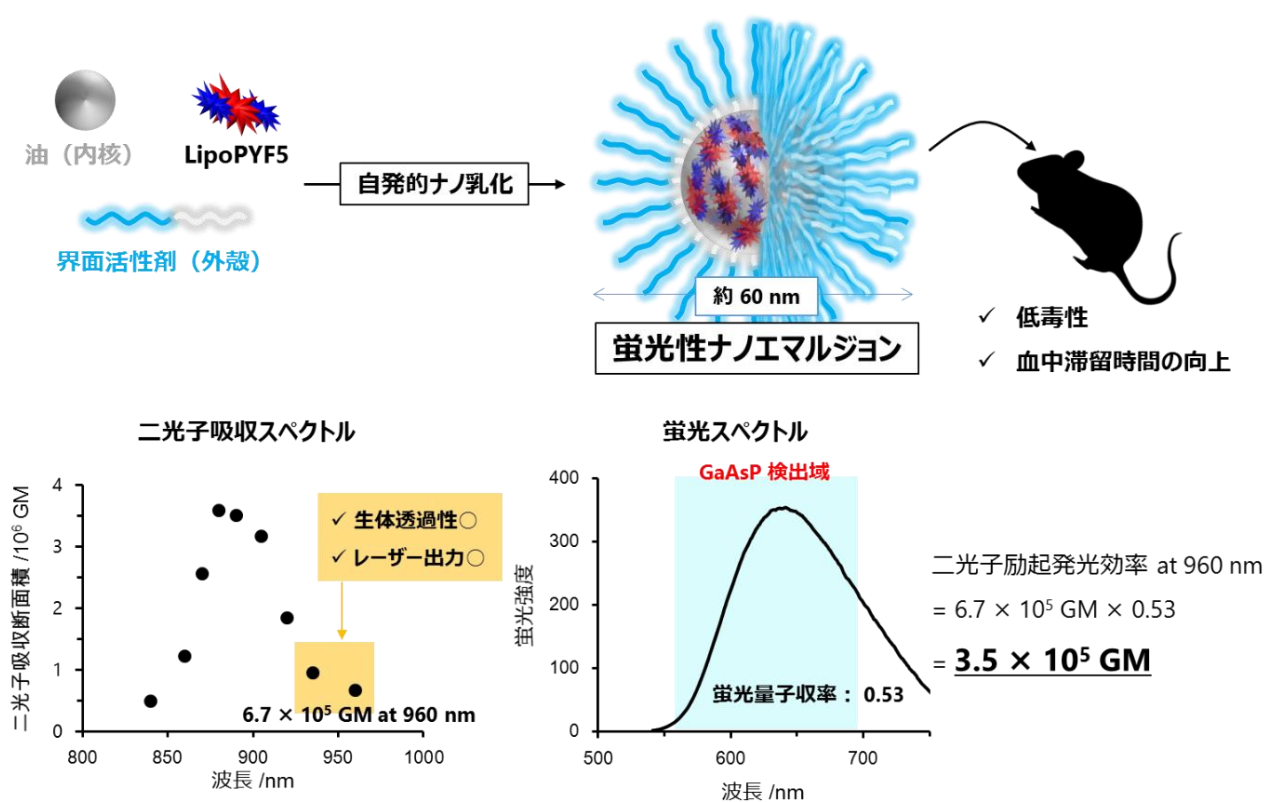 油（内核）
LipoPYF5
界面活性剤（外殻）
自発的ナノ乳化
約 60 nm
蛍光性ナノエマルジョン
✓ 低毒性
✓ 血中滞留時間の向上
二光子吸収スペクトル
二光子吸収断面積 /10⁶ GM
4
3
2
1
0
800
850
900
950
1000
波長 /nm
✓ 生体透過性○
✓ レーザー出力○
6.7 × 10⁵ GM at 960 nm
蛍光スペクトル
GaAsP 検出域
蛍光強度
400
300
200
100
0
500
600
700
波長 /nm
蛍光量子収率： 0.53
二光子励起発光効率 at 960 nm
= 6.7 × 10⁵ GM × 0.53
= 3.5 × 10⁵ GM